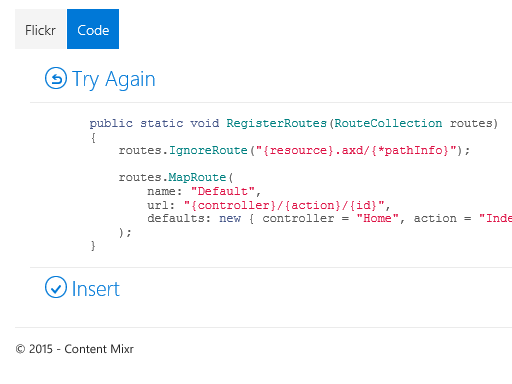 Flickr Code
Try Again
public static void RegisterRoutes(RouteCollection routes)
{
routes.IgnoreRoute("{resource}.axd/{*pathInfo}");
routes.MapRoute(
name: "Default",
url: "{controller}/{action}/{id}",
defaults: new { controller = "Home", action = "Inde
);
}
Insert
© 2015 - Content Mixr